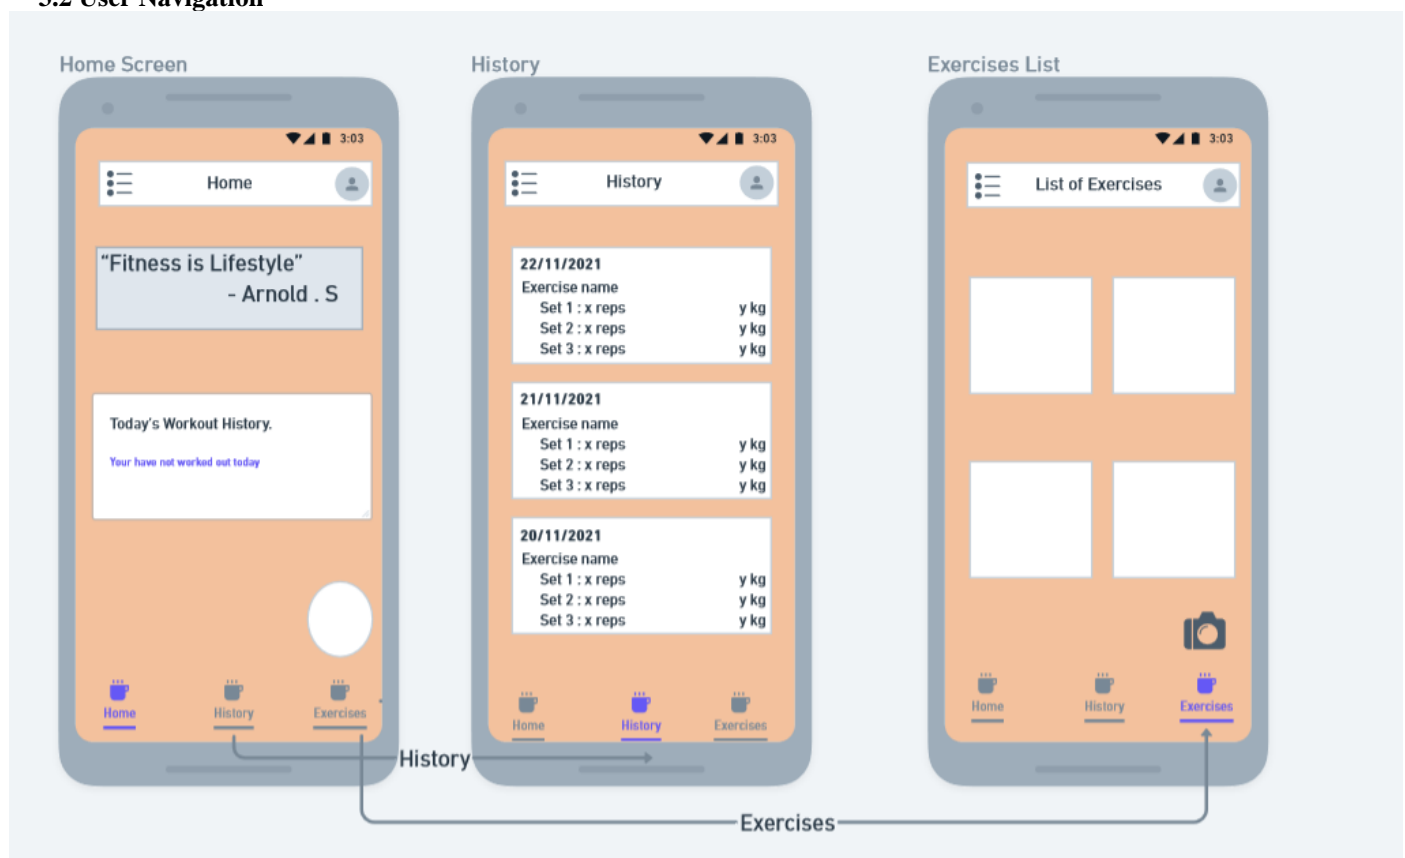 3.2 User Navigation
Home Screen
3:03
Home
“Fitness is Lifestyle”
- Arnold . S
Today's Workout History.
Your have not worked out today
Home
History
Exercises
History
3:03
History
22/11/2021
Exercise name
Set 1 : x reps y kg
Set 2 : x reps y kg
Set 3 : x reps y kg
21/11/2021
Exercise name
Set 1 : x reps y kg
Set 2 : x reps y kg
Set 3 : x reps y kg
20/11/2021
Exercise name
Set 1 : x reps y kg
Set 2 : x reps y kg
Set 3 : x reps y kg
Home
History
Exercises
Exercises List
3:03
List of Exercises
Home
History
Exercises
History
Exercises